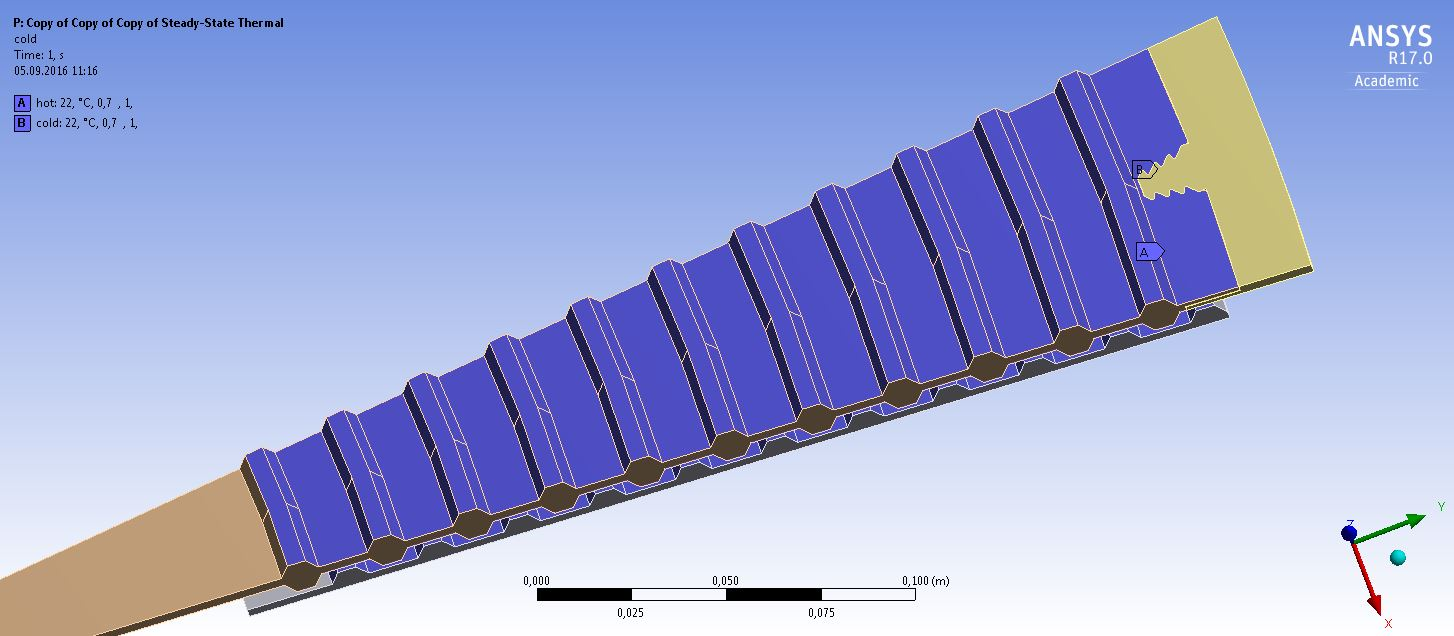 P: Copy of Copy of Copy of Steady-State Thermal
cold
Time: 1, s
05.09.2016 11:16
A hot: 22, °C, 0,7 , 1,
B cold: 22, °C, 0,7 , 1,
ANSYS
R17.0
Academic
B
A
0,000 0,050 0,100 (m)
0,025 0,075
Z
Y
X